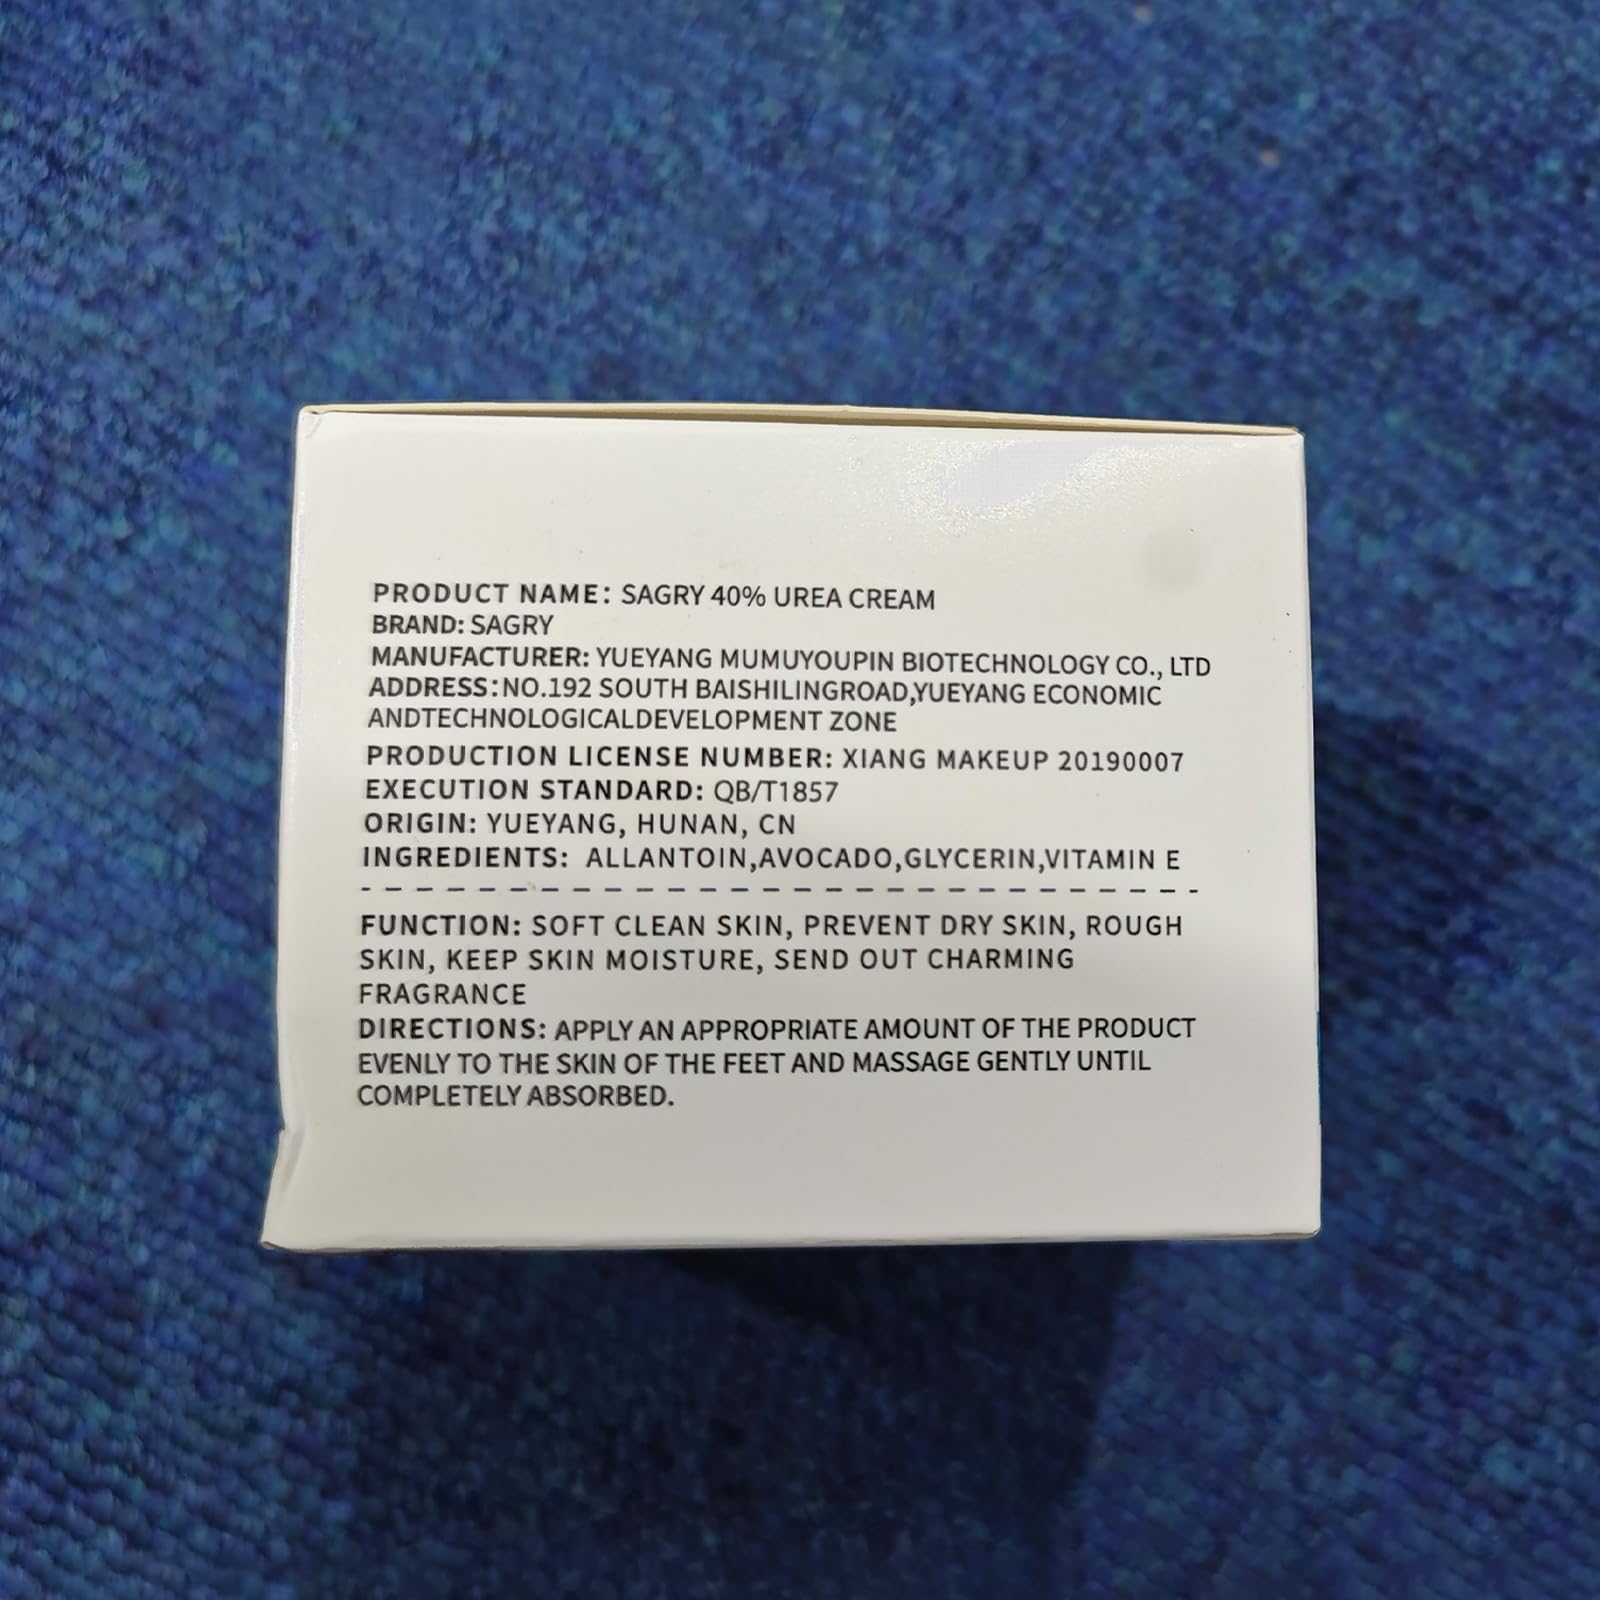 PRODUCT NAME: SAGRY 40% UREA CREAM
BRAND: SAGRY
MANUFACTURER: YUEYANG MUMUYOUPIN BIOTECHNOLOGY CO., LTD
ADDRESS:NO.192 SOUTH BAISHILINGROAD,YUEYANG ECONOMIC
ANDTECHNOLOGICALDEVELOPMENT ZONE
PRODUCTION LICENSE NUMBER: XIANG MAKEUP 20190007
EXECUTION STANDARD: QB/T1857
ORIGIN: YUEYANG, HUNAN, CN
INGREDIENTS: ALLANTOIN,AVOCADO,GLYCERIN,VITAMIN E
FUNCTION: SOFT CLEAN SKIN, PREVENT DRY SKIN, ROUGH
SKIN, KEEP SKIN MOISTURE, SEND OUT CHARMING
FRAGRANCE
DIRECTIONS: APPLY AN APPROPRIATE AMOUNT OF THE PRODUCT
EVENLY TO THE SKIN OF THE FEET AND MASSAGE GENTLY UNTIL
COMPLETELY ABSORBED.